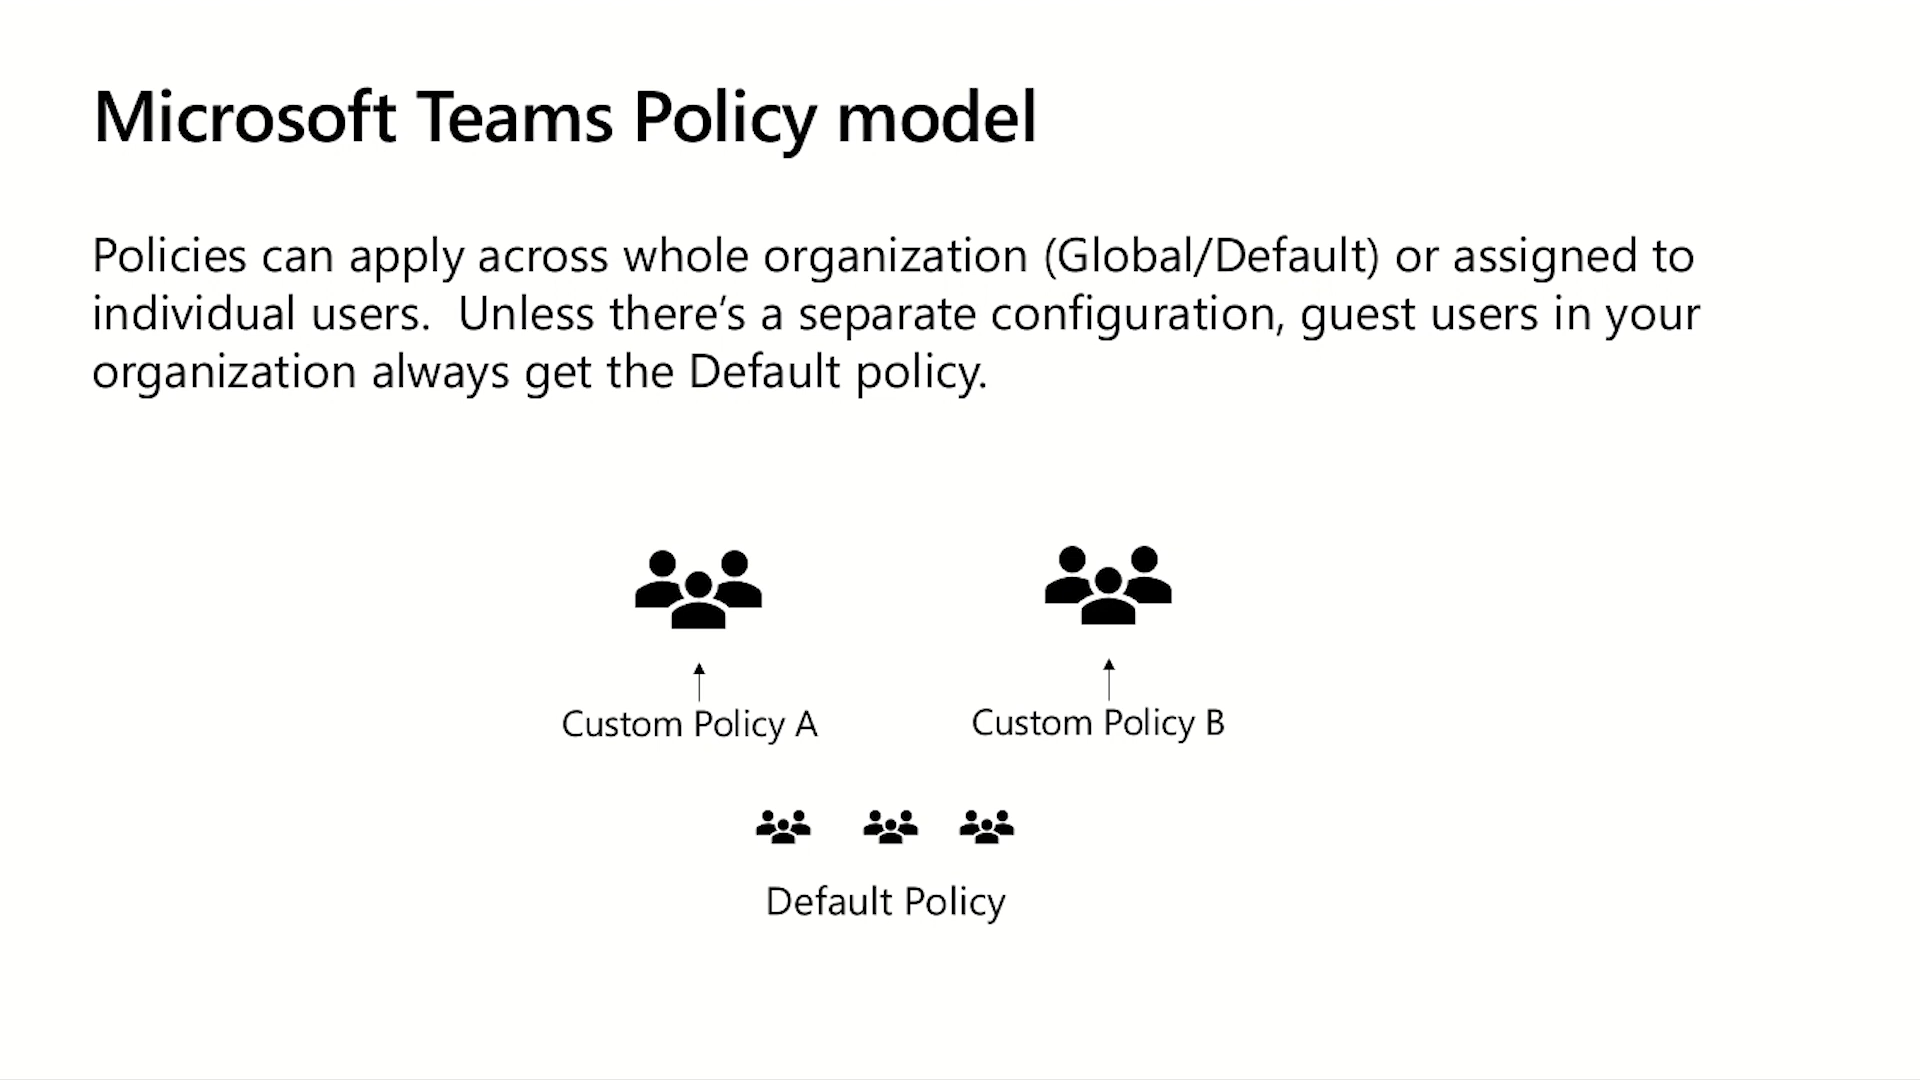 Microsoft Teams Policy model
Policies can apply across whole organization (Global/Default) or assigned to
individual users.  Unless there’s a separate configuration, guest users in your
organization always get the Default policy.
Custom Policy A
Custom Policy B
Default Policy